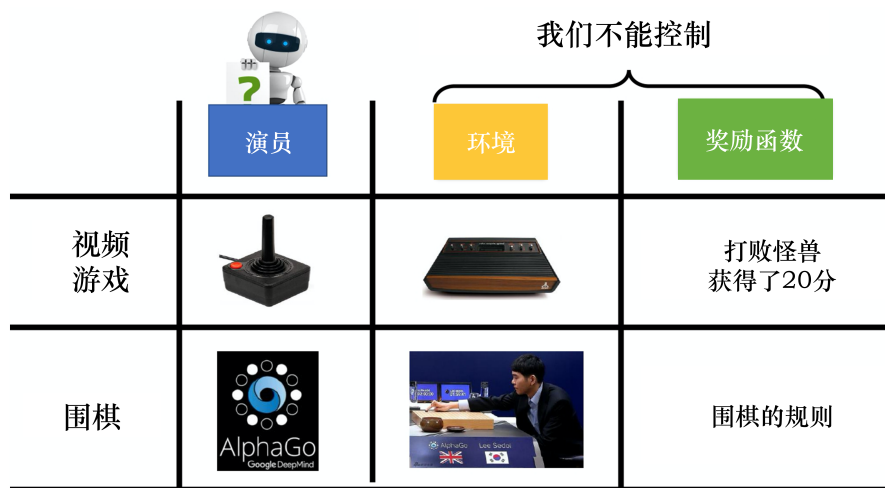 我们不能控制
?
演员
环境
奖励函数
视频
游戏
打败怪兽
获得了20分
围棋
AlphaGo
Google DeepMind
AlphaGo
Lee Sedol
围棋的规则